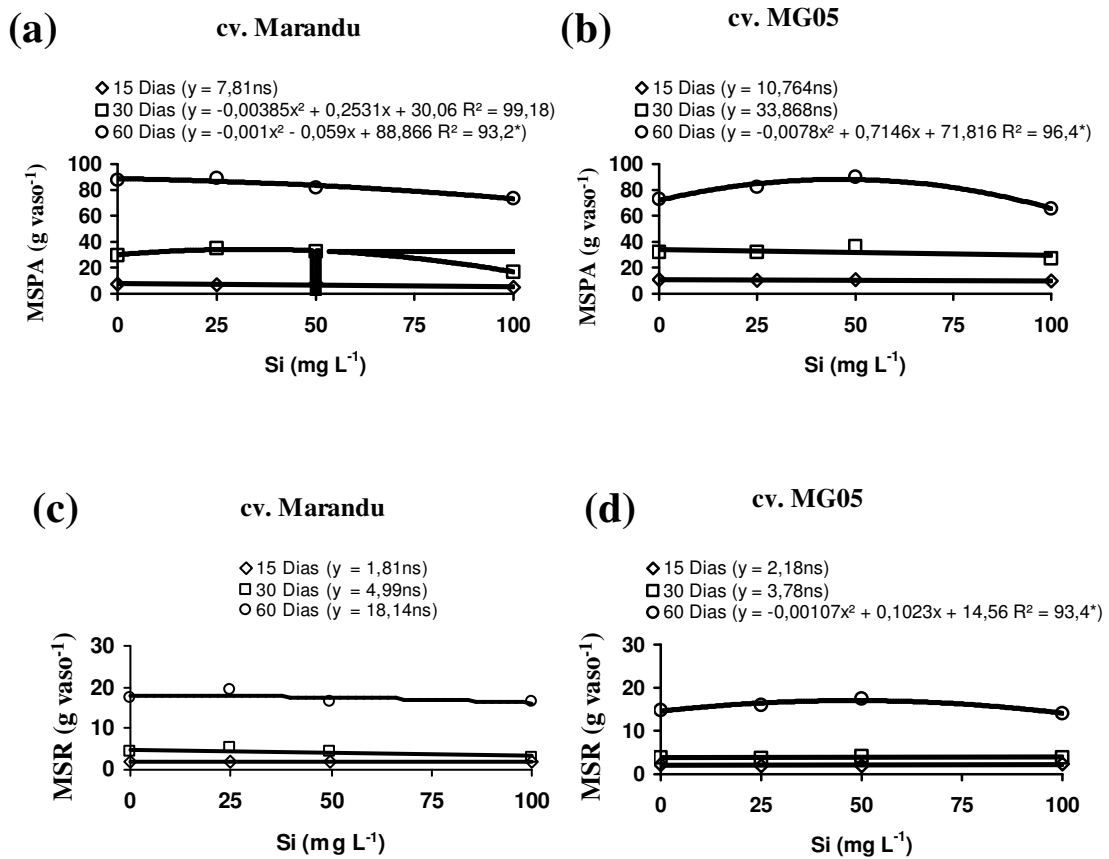 (a)
cv. Marandu
15 Dias (y = 7,81ns)
30 Dias (y = -0,00385x² + 0,2531x + 30,06 R² = 99,18)
60 Dias (y = -0,001x² - 0,059x + 88,866 R² = 93,2*)
MSPA (g vaso⁻¹)
100
80
60
40
20
0
0 25 50 75 100
Si (mg L⁻¹)
(b)
cv. MG05
15 Dias (y = 10,764ns)
30 Dias (y = 33,868ns)
60 Dias (y = -0,0078x² + 0,7146x + 71,816 R² = 96,4*)
MSPA (g vaso⁻¹)
100
80
60
40
20
0
0 25 50 75 100
Si (mg L⁻¹)
(c)
cv. Marandu
15 Dias (y = 1,81ns)
30 Dias (y = 4,99ns)
60 Dias (y = 18,14ns)
MSR (g vaso⁻¹)
30
20
10
0
0 25 50 75 100
Si (mg L⁻¹)
(d)
cv. MG05
15 Dias (y = 2,18ns)
30 Dias (y = 3,78ns)
60 Dias (y = -0,00107x² + 0,1023x + 14,56 R² = 93,4*)
MSR (g vaso⁻¹)
30
20
10
0
0 25 50 75 100
Si (mg L⁻¹)